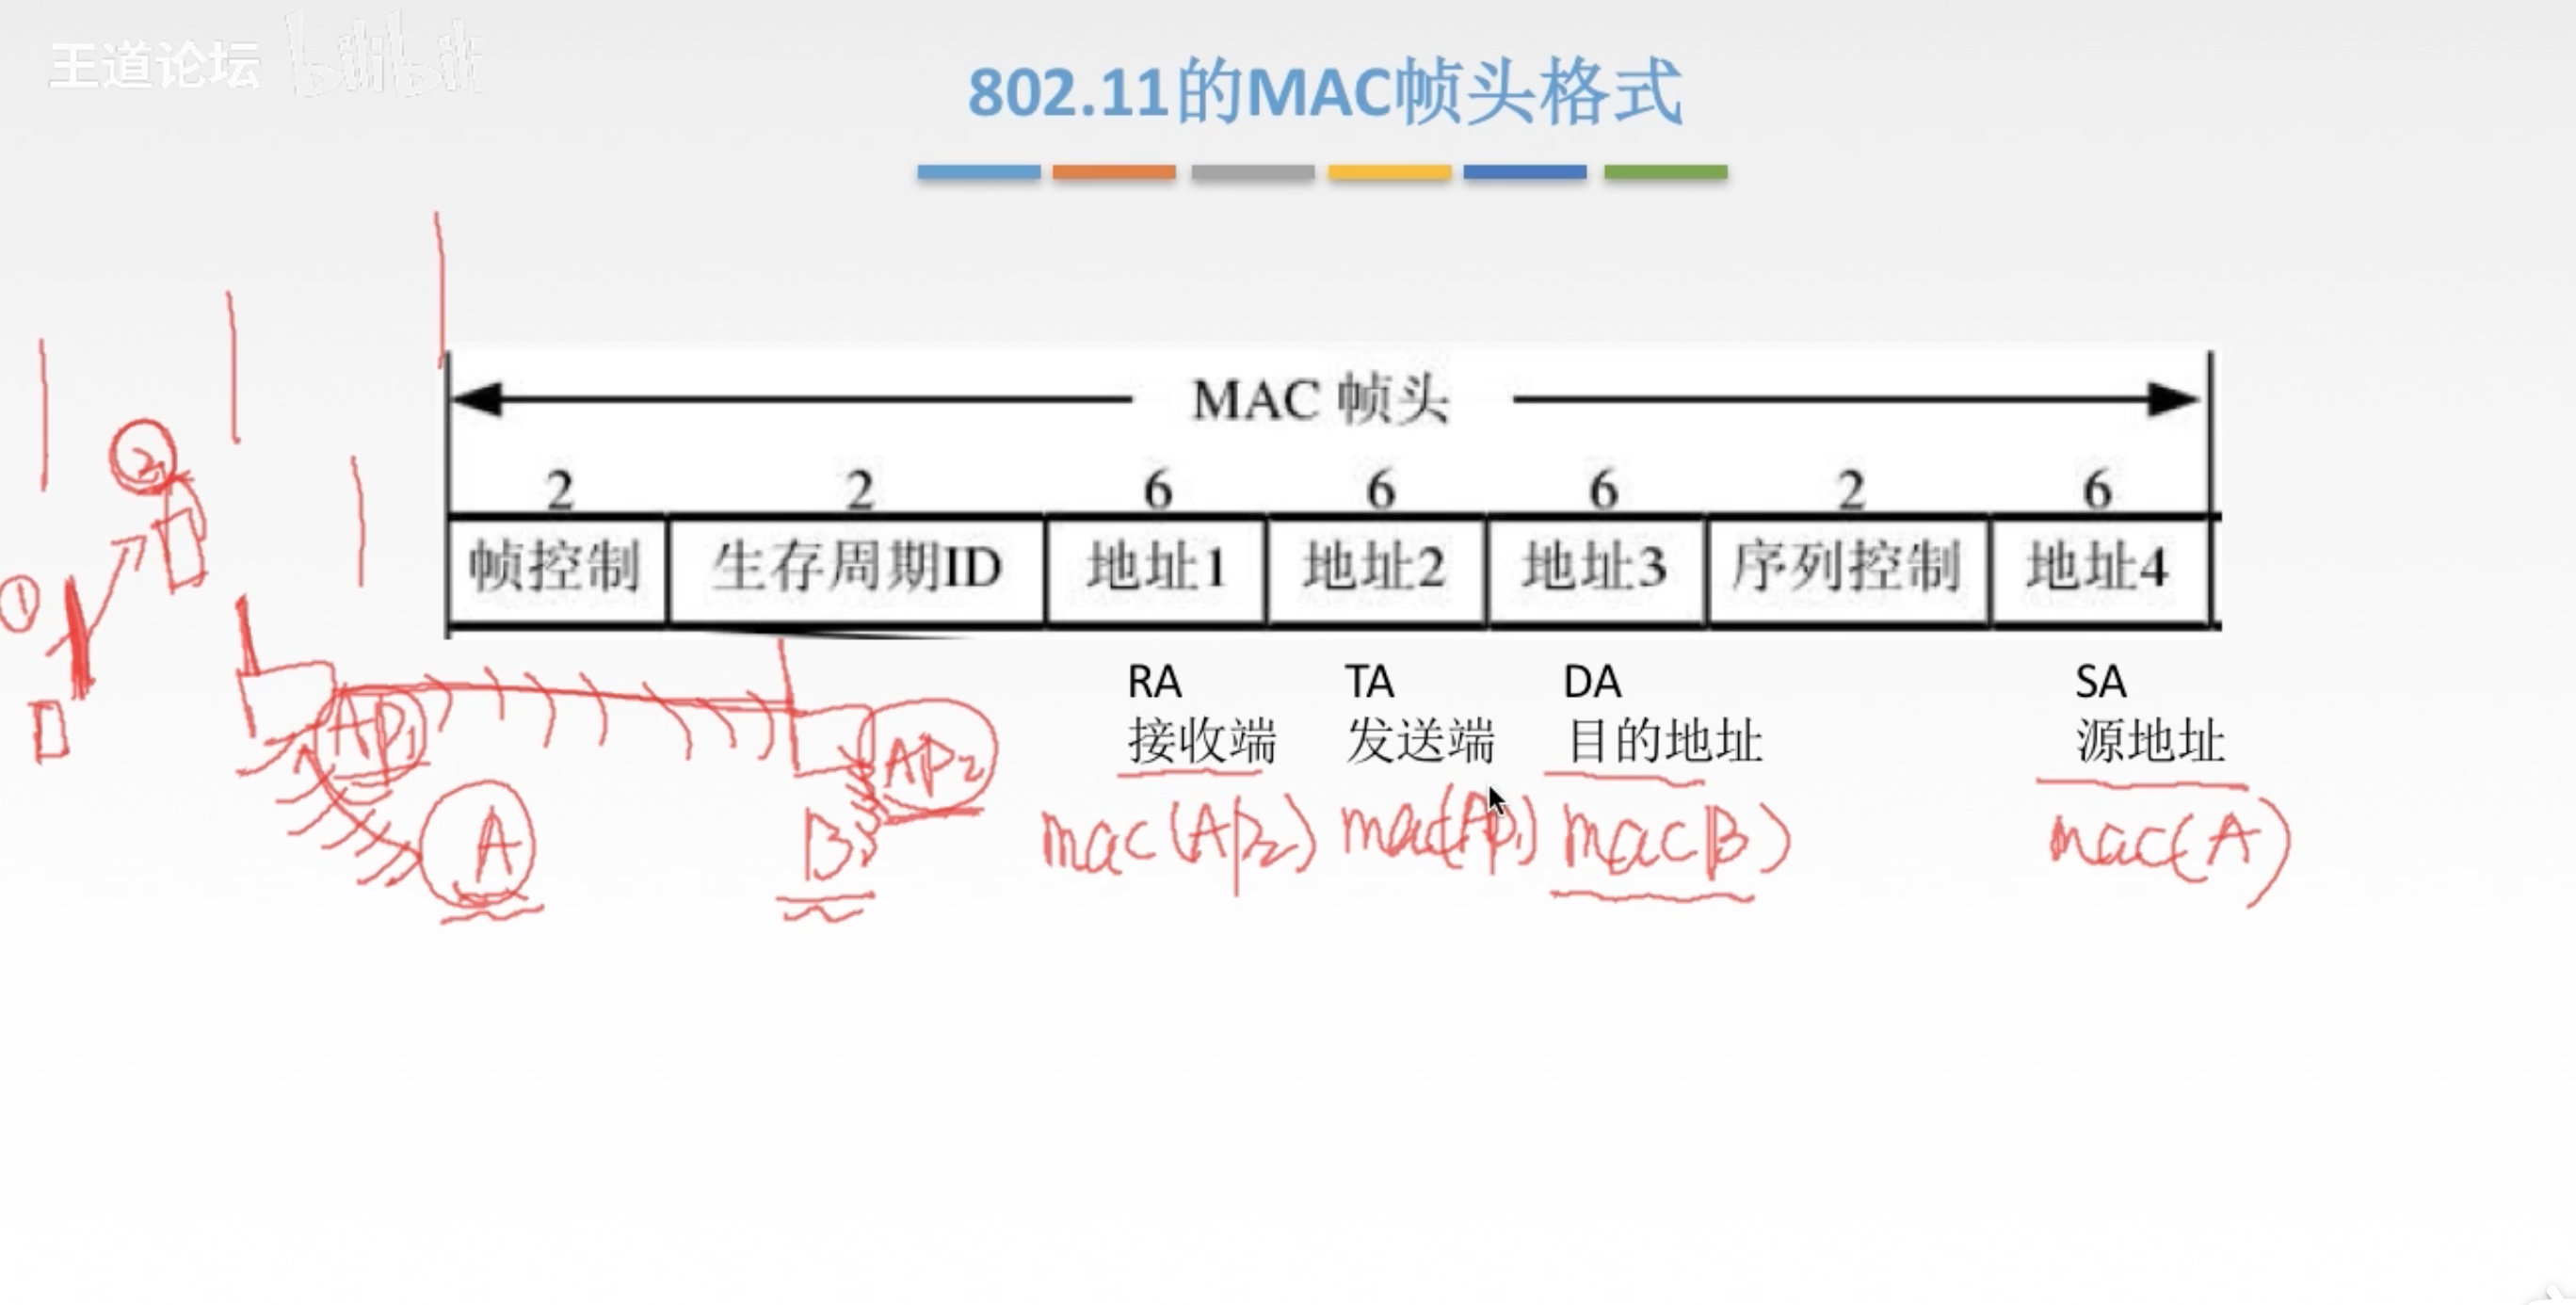 王道论坛 bilibili
802.11的MAC帧头格式
MAC 帧头
2 2 6 6 6 2 6
帧控制 生存周期ID 地址1 地址2 地址3 序列控制 地址4
RA TA DA SA
接收端 发送端 目的地址 源地址
mac(AP2) mac(AP1) mac(B) mac(A)
2
1
AP1
AP2
A
B